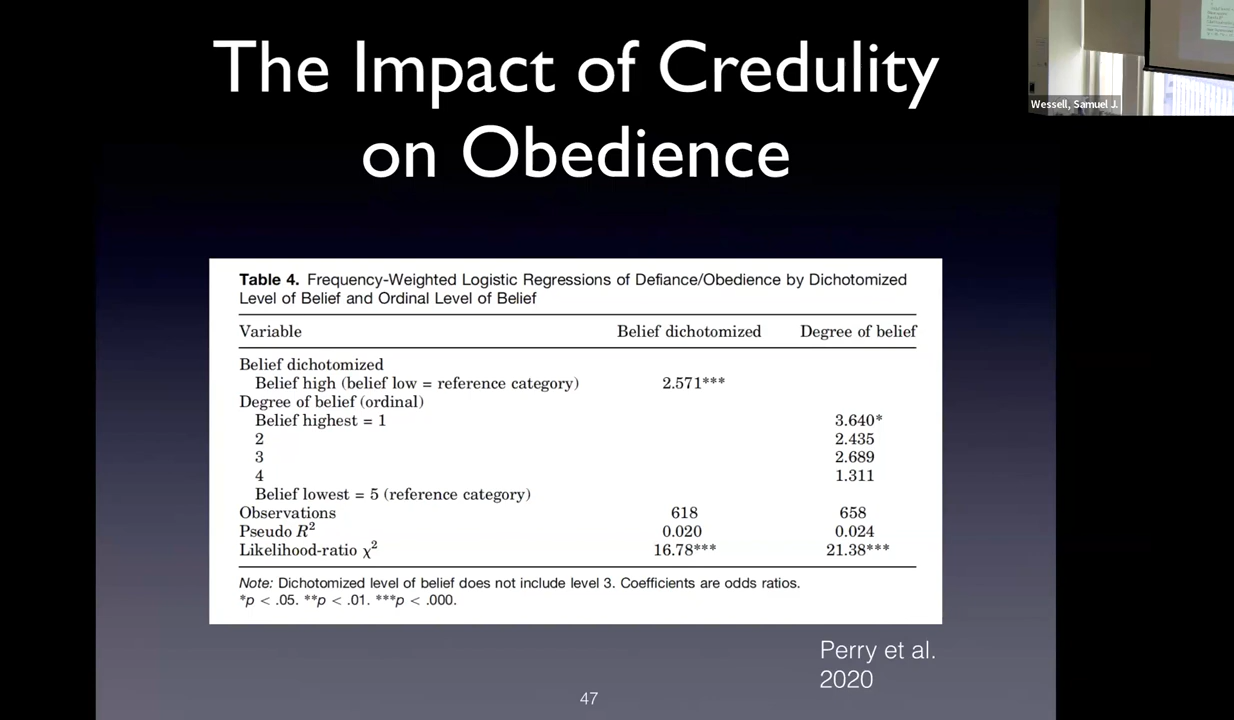 The Impact of Credulity
on Obedience
Wessell, Samuel J.
Table 4. Frequency-Weighted Logistic Regressions of Defiance/Obedience by Dichotomized
Level of Belief and Ordinal Level of Belief
Variable Belief dichotomized Degree of belief
Belief dichotomized
Belief high (belief low = reference category) 2.571***
Degree of belief (ordinal)
Belief highest = 1 3.640*
2 2.435
3 2.689
4 1.311
Belief lowest = 5 (reference category)
Observations 618 658
Pseudo R² 0.020 0.024
Likelihood-ratio χ² 16.78*** 21.38***
Note: Dichotomized level of belief does not include level 3. Coefficients are odds ratios.
*p < .05. **p < .01. ***p < .000.
Perry et al.
2020
47